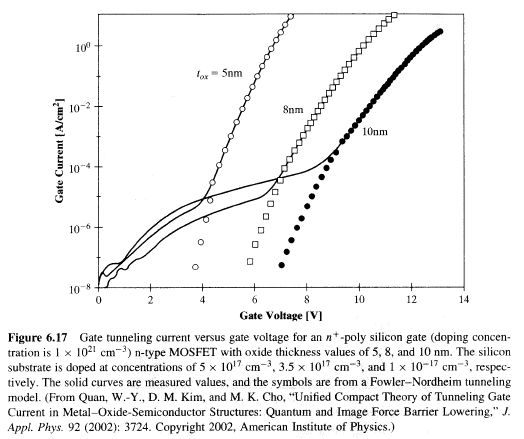 10⁰
10⁻²
10⁻⁴
10⁻⁶
10⁻⁸
Gate Current [A/cm²]
tₒₓ = 5nm
8nm
10nm
0 2 4 6 8 10 12 14
Gate Voltage [V]
Figure 6.17 Gate tunneling current versus gate voltage for an n⁺-poly silicon gate (doping concen-
tration is 1 × 10²¹ cm⁻³) n-type MOSFET with oxide thickness values of 5, 8, and 10 nm. The silicon
substrate is doped at concentrations of 5 × 10¹⁷ cm⁻³, 3.5 × 10¹⁷ cm⁻³, and 1 × 10⁻¹⁷ cm⁻³, respec-
tively. The solid curves are measured values, and the symbols are from a Fowler–Nordheim tunneling
model. (From Quan, W.-Y., D. M. Kim, and M. K. Cho, “Unified Compact Theory of Tunneling Gate
Current in Metal–Oxide-Semiconductor Structures: Quantum and Image Force Barrier Lowering,” J.
Appl. Phys. 92 (2002): 3724. Copyright 2002, American Institute of Physics.)